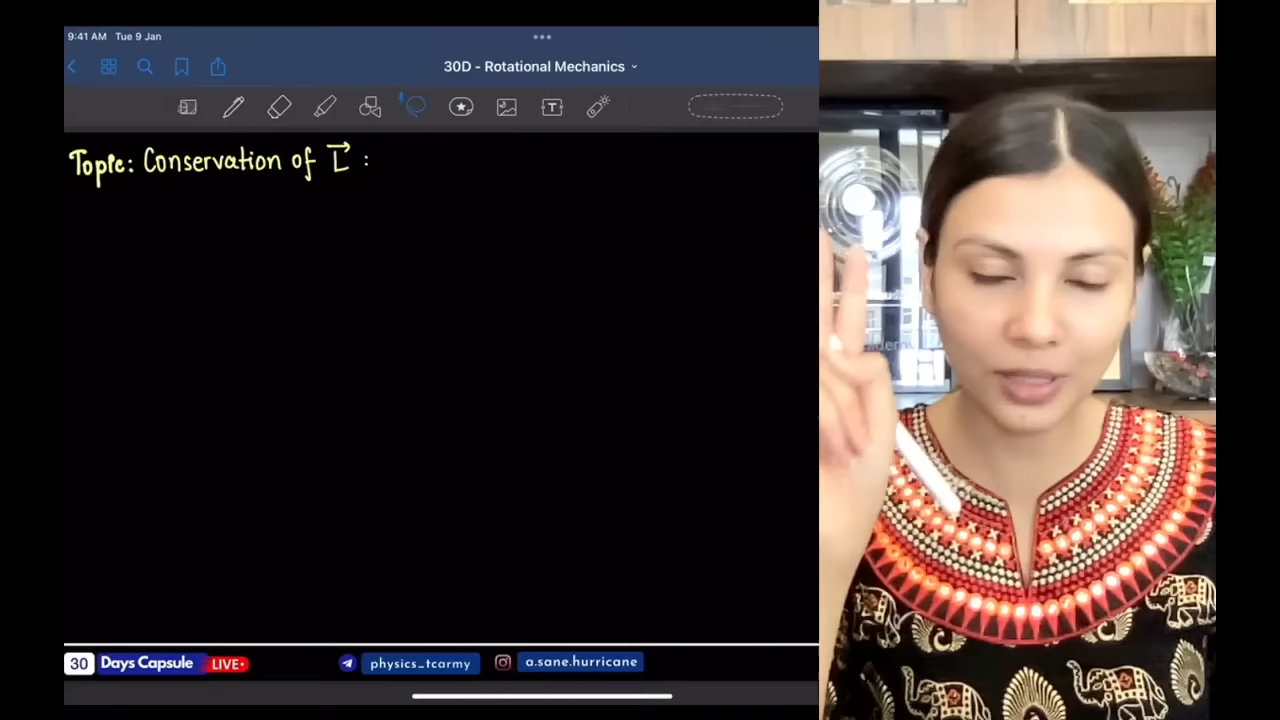 9:41 AM Tue 9 Jan
30D - Rotational Mechanics
Topic: Conservation of L⃗ :
30 Days Capsule LIVE
physics_tcarmy
a.sane.hurricane